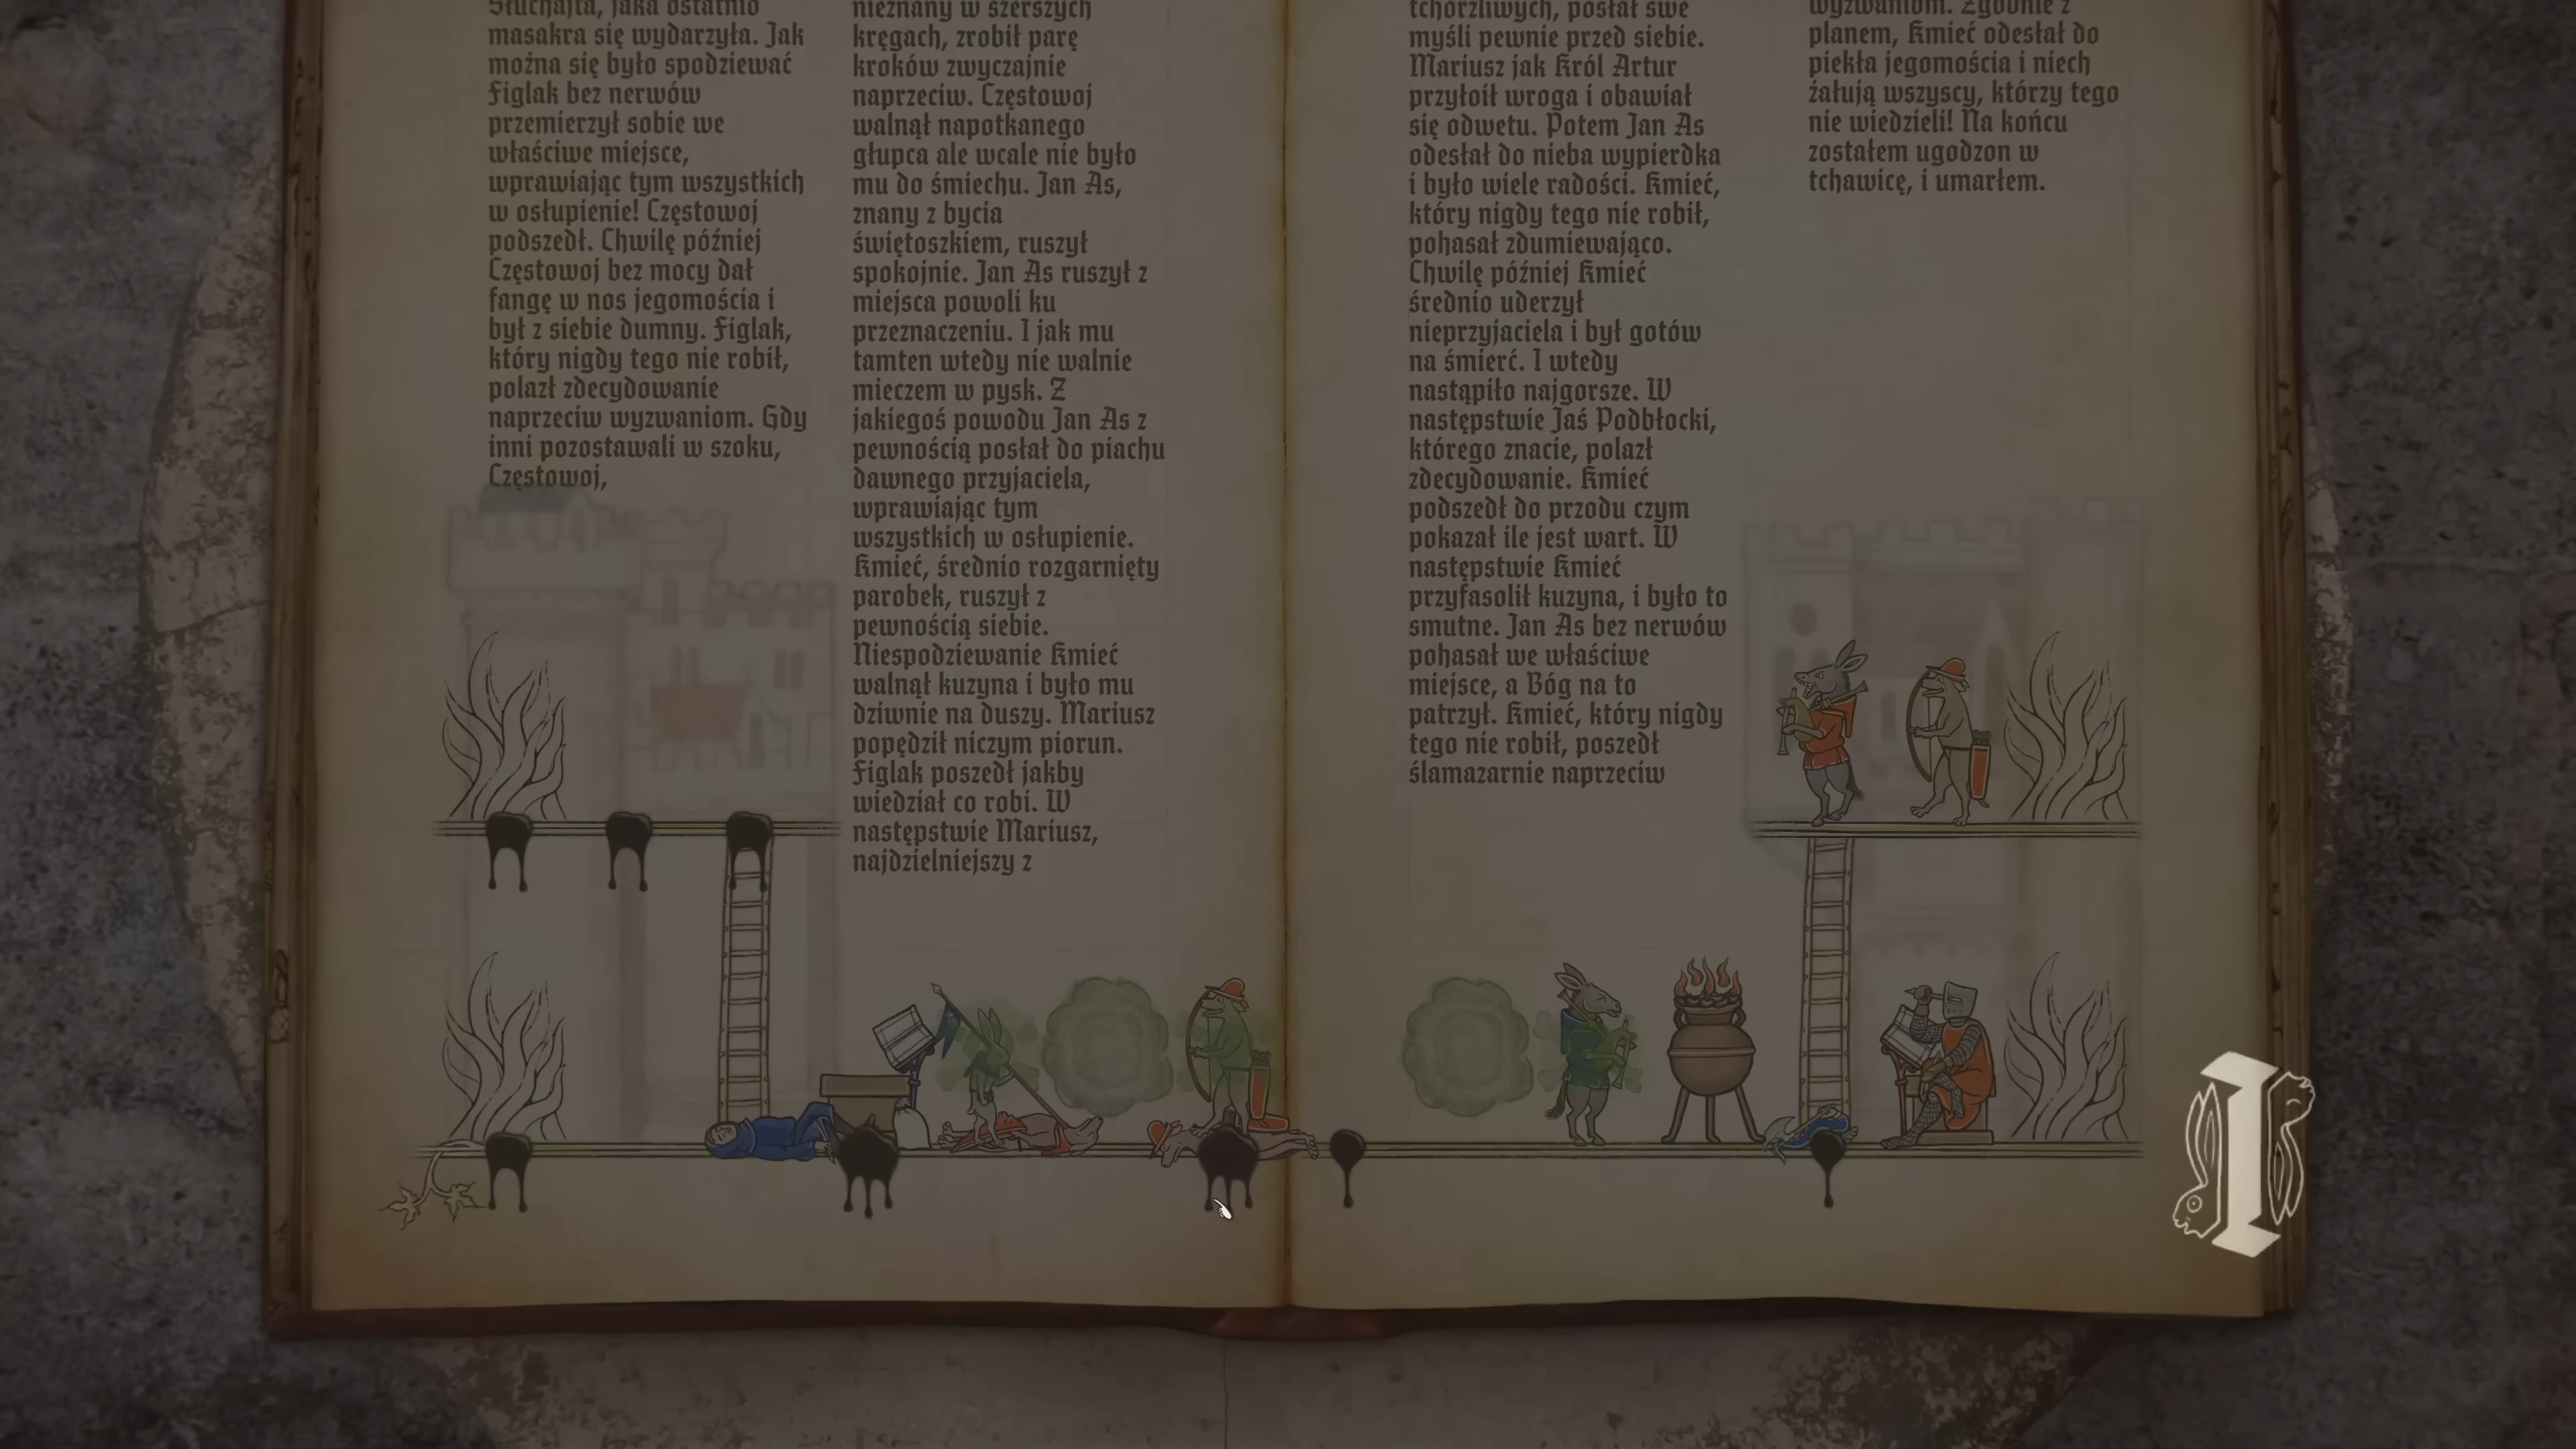 Słuchajta, jaka ostatnio
masakra się wydarzyła. Jak
można się było spodziewać
Figlak bez nerwów
przemierzył sobie we
właściwe miejsce,
wprawiając tym wszystkich
w osłupienie! Częstowoj
podszedł. Chwilę później
Częstowoj bez mocy dał
fangę w nos jegomościa i
był z siebie dumny. Figlak,
który nigdy tego nie robił,
polazł zdecydowanie
naprzeciw wyzwaniom. Gdy
inni pozostawali w szoku,
Częstowoj,
nieznany w szerszych
kręgach, zrobił parę
kroków zwyczajnie
naprzeciw. Częstowoj
walnął napotkanego
głupca ale wcale nie było
mu do śmiechu. Jan As,
znany z bycia
świętoszkiem, ruszył
spokojnie. Jan As ruszył z
miejsca powoli ku
przeznaczeniu. I jak mu
tamten wtedy nie walnie
mieczem w pysk. Z
jakiegoś powodu Jan As z
pewnością posłał do piachu
dawnego przyjaciela,
wprawiając tym
wszystkich w osłupienie.
Kmieć, średnio rozgarnięty
parobek, ruszył z
pewnością siebie.
Niespodziewanie Kmieć
walnął kuzyna i było mu
dziwnie na duszy. Mariusz
popędził niczym piorun.
Figlak poszedł jakby
wiedział co robi. W
następstwie Mariusz,
najdzielniejszy z
tchórzliwych, posłał swe
myśli pewnie przed siebie.
Mariusz jak Król Artur
przyłoił wroga i obawiał
się odwetu. Potem Jan As
odesłał do nieba wypierdka
i było wiele radości. Kmieć,
który nigdy tego nie robił,
pohasał zdumiewająco.
Chwilę później Kmieć
średnio uderzył
nieprzyjaciela i był gotów
na śmierć. I wtedy
nastąpiło najgorsze. W
następstwie Jaś Podbłocki,
którego znacie, polazł
zdecydowanie. Kmieć
podszedł do przodu czym
pokazał ile jest wart. W
następstwie Kmieć
przyfasolił kuzyna, i było to
smutne. Jan As bez nerwów
pohasał we właściwe
miejsce, a Bóg na to
patrzył. Kmieć, który nigdy
tego nie robił, poszedł
ślamazarnie naprzeciw
wyzwaniom. Zgodnie z
planem, Kmieć odesłał do
piekła jegomościa i niech
żałują wszyscy, którzy tego
nie wiedzieli! Na końcu
zostałem ugodzon w
tchawicę, i umarłem.
I